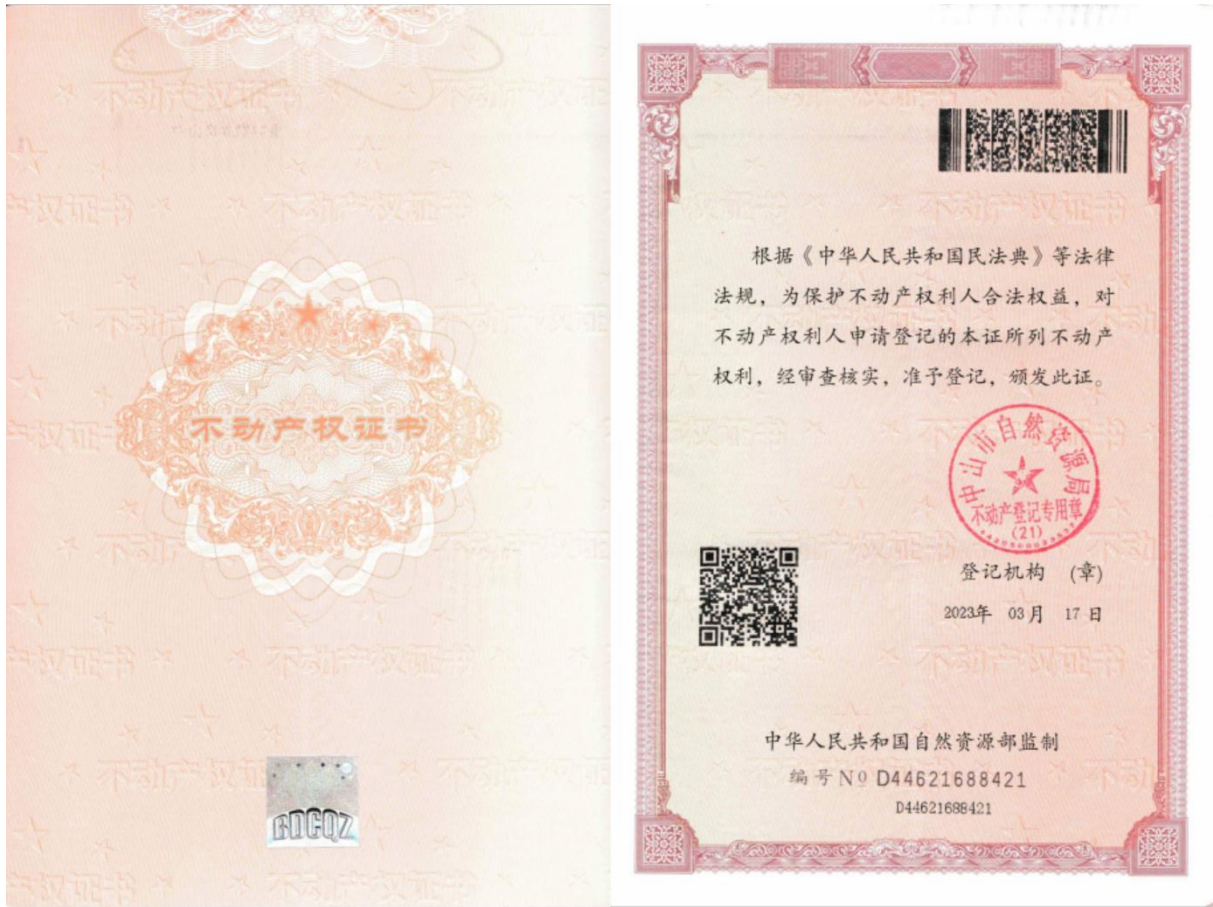 不动产权证书
BDCQZ
根据《中华人民共和国民法典》等法律
法规，为保护不动产权利人合法权益，对
不动产权利人申请登记的本证所列不动产
权利，经审查核实，准予登记，颁发此证。
中山市自然资源局
不动产登记专用章
(21)
登记机构 (章)
2023年 03月 17日
中华人民共和国自然资源部监制
编号No D44621688421
D44621688421